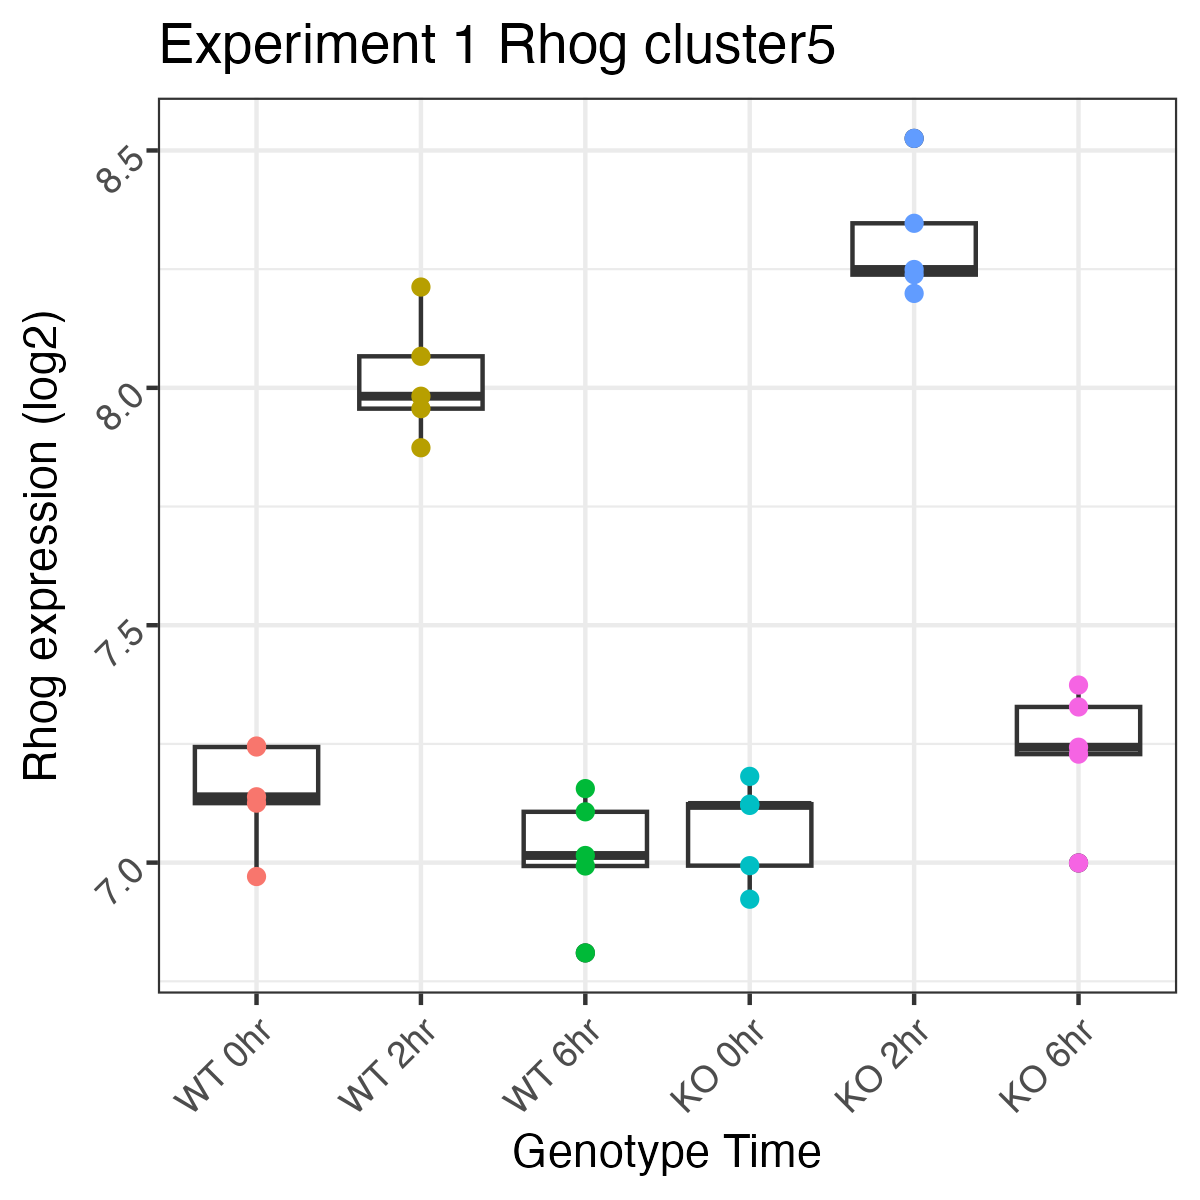 Experiment 1 Rhog cluster5
Rhog expression (log2)
8.5
8.0
7.5
7.0
WT 0hr
WT 2hr
WT 6hr
KO 0hr
KO 2hr
KO 6hr
Genotype Time